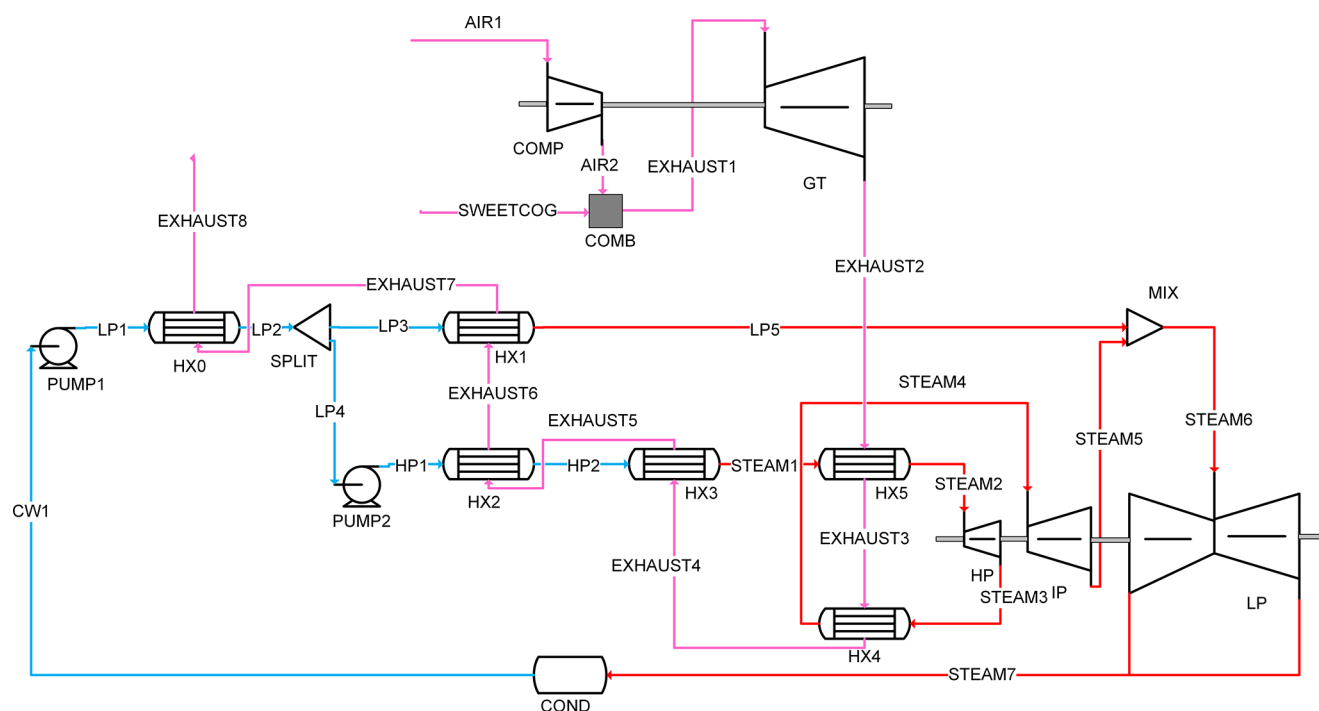 AIR1
COMP
AIR2
EXHAUST1
GT
EXHAUST8
SWEETCOG
COMB
EXHAUST2
EXHAUST7
MIX
LP1
LP2
LP3
LP5
HX0
SPLIT
HX1
PUMP1
STEAM4
EXHAUST6
LP4
EXHAUST5
STEAM6
STEAM5
HP1
HP2
STEAM1
HX5
STEAM2
HX2
HX3
CW1
PUMP2
EXHAUST3
EXHAUST4
HP
IP
STEAM3
LP
HX4
STEAM7
COND